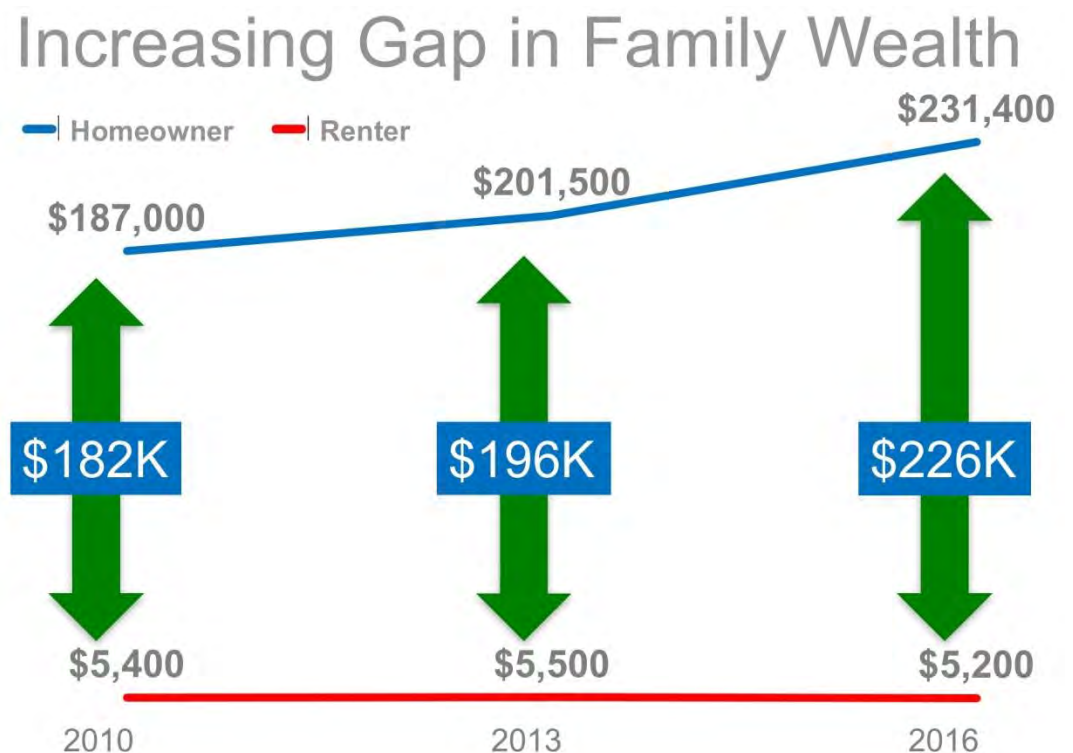 Increasing Gap in Family Wealth
Homeowner Renter
$231,400
$201,500
$187,000
$182K $196K $226K
$5,400 $5,500 $5,200
2010 2013 2016